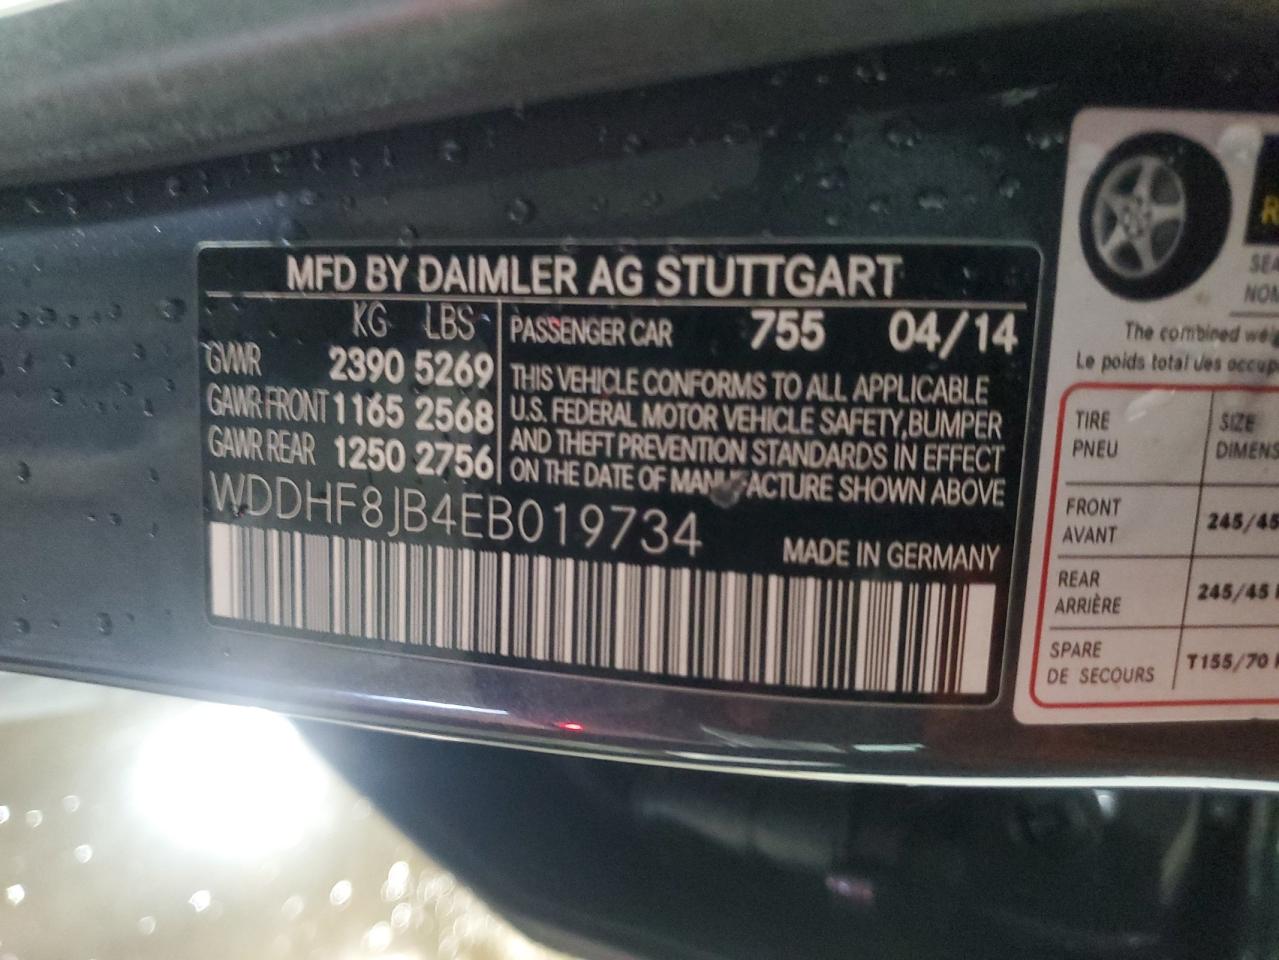 MFD BY DAIMLER AG STUTTGART
KG LBS
GVWR 2390 5269
GAWR FRONT 1165 2568
GAWR REAR 1250 2756
PASSENGER CAR 755 04/14
THIS VEHICLE CONFORMS TO ALL APPLICABLE
U.S. FEDERAL MOTOR VEHICLE SAFETY, BUMPER
AND THEFT PREVENTION STANDARDS IN EFFECT
ON THE DATE OF MANUFACTURE SHOWN ABOVE
WDDHF8JB4EB019734
MADE IN GERMANY
The combined
Le poids total des
TIRE
PNEU
SIZE
FRONT
AVANT
245/45
REAR
ARRIÈRE
245/45
SPARE
DE SECOURS
T155/70